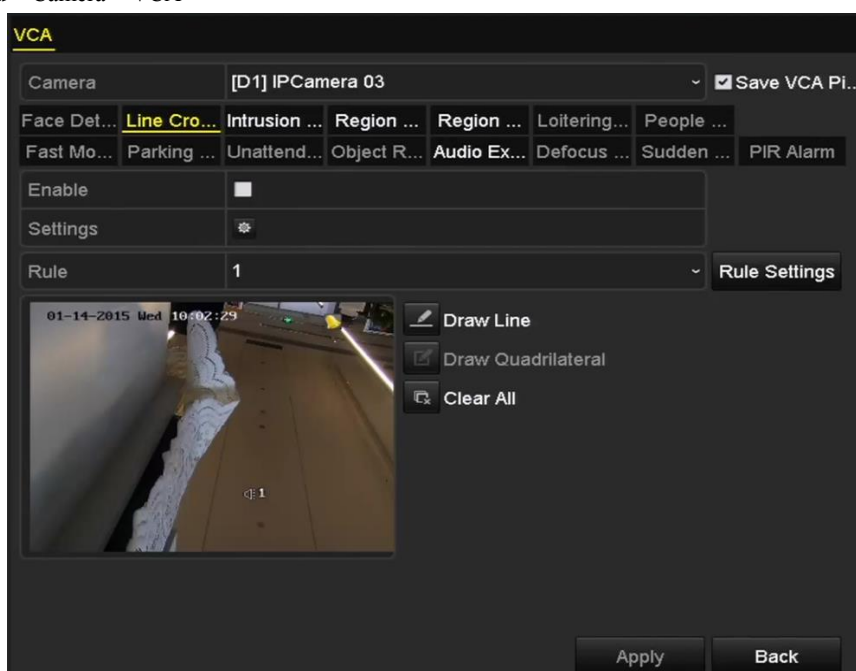 VCA
Camera [D1] IPCamera 03 Save VCA Pi..
Face Det... Line Cro... Intrusion ... Region ... Region ... Loitering... People ...
Fast Mo... Parking ... Unattend... Object R... Audio Ex... Defocus ... Sudden ... PIR Alarm
Enable
Settings
Rule 1 Rule Settings
01-14-2015 Wed 10:02:29
Draw Line
Draw Quadrilateral
Clear All
1
Apply Back